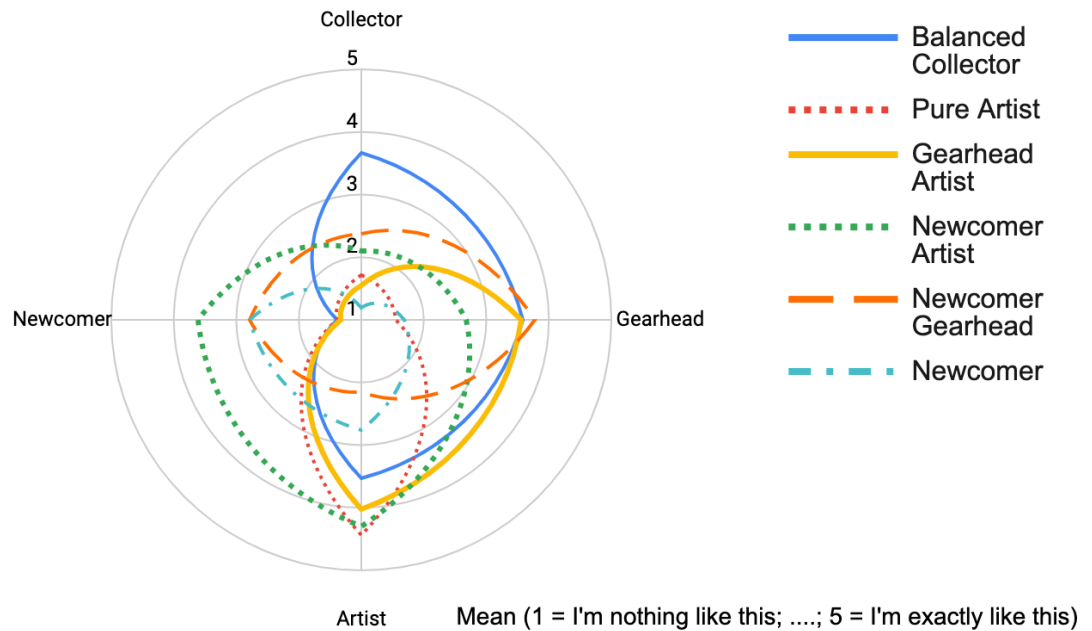 Collector
5
4
3
2
1
Newcomer
Gearhead
Artist
Balanced
Collector
Pure Artist
Gearhead
Artist
Newcomer
Artist
Newcomer
Gearhead
Newcomer
Mean (1 = I'm nothing like this; ....; 5 = I'm exactly like this)